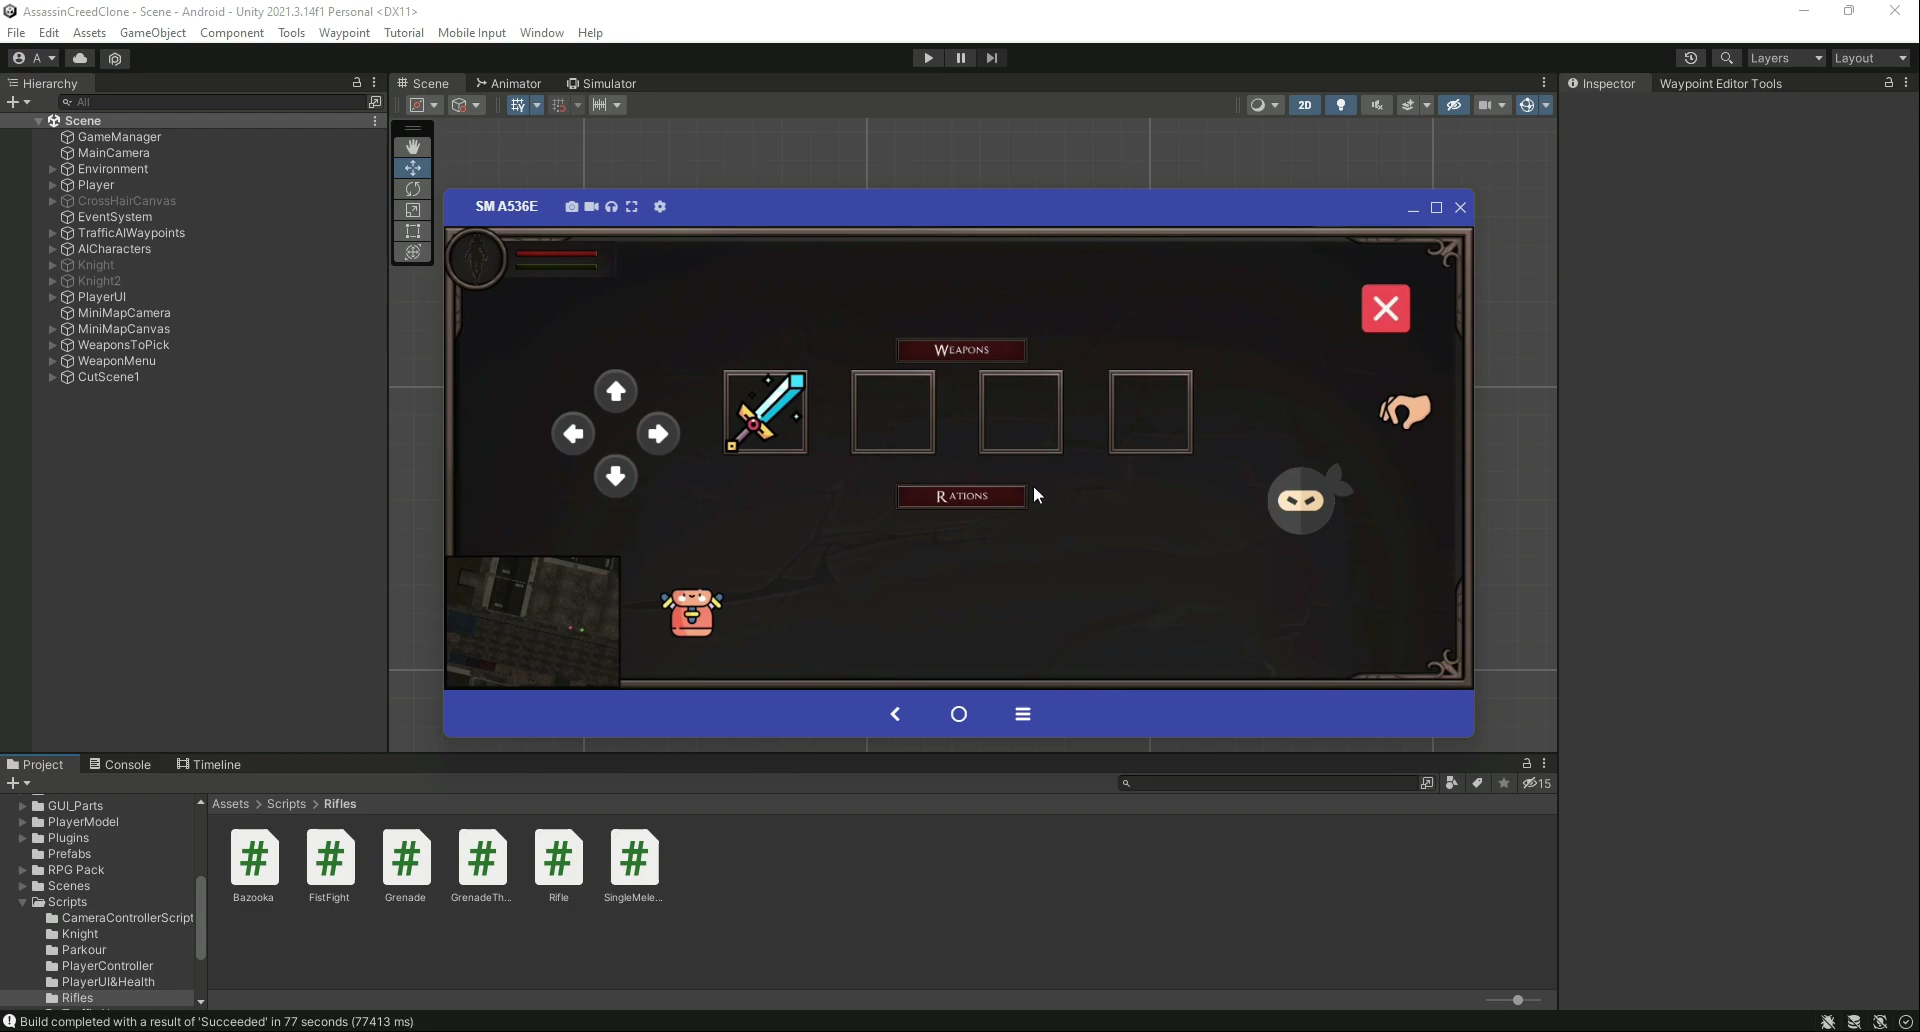 AssassinCreedClone - Scene - Android - Unity 2021.3.14f1 Personal <DX11>
File Edit Assets GameObject Component Tools Jobs Waypoint Tutorial Mobile Input Window Help
A
Layers
Layout
Hierarchy
All
Scene
GameManager
MainCamera
Environment
Player
CrossHairCanvas
EventSystem
TrafficAIWaypoints
AICharacters
Knight
Knight2
PlayerUI
MiniMapCamera
MiniMapCanvas
WeaponsToPick
WeaponMenu
CutScene1
Scene Animator Simulator
2D
SM A536E
WEAPONS
RATIONS
Inspector Waypoint Editor Tools
Project Console Timeline
15
GUI_Parts
PlayerModel
Plugins
Prefabs
RPG Pack
Scenes
Scripts
CameraControllerScript
Knight
Parkour
PlayerController
PlayerUI&Health
Rifles
Assets > Scripts > Rifles
Bazooka FistFight Grenade GrenadeTh... Rifle SingleMele...
Build completed with a result of 'Succeeded' in 77 seconds (77413 ms)